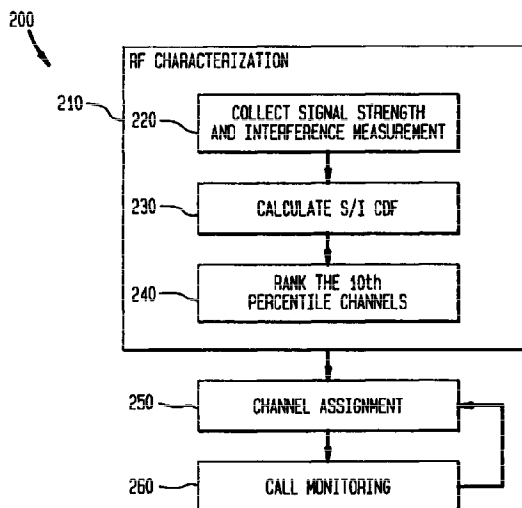 200
RF CHARACTERIZATION
210
220
COLLECT SIGNAL STRENGTH
AND INTERFERENCE MEASUREMENT
230
CALCULATE S/I CDF
240
RANK THE 10th
PERCENTILE CHANNELS
250
CHANNEL ASSIGNMENT
260
CALL MONITORING